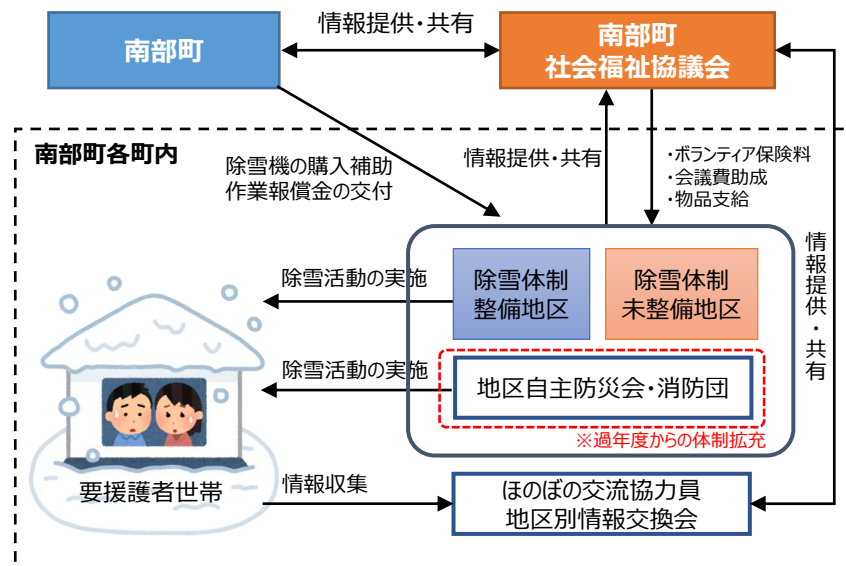 情報提供・共有
南部町
南部町
社会福祉協議会
南部町各町内
除雪機の購入補助
作業報償金の交付
情報提供・共有
・ボランティア保険料
・会議費助成
・物品支給
情報提供・共有
除雪活動の実施
除雪体制
整備地区
除雪体制
未整備地区
除雪活動の実施
地区自主防災会・消防団
※過年度からの体制拡充
要援護者世帯
情報収集
ほのぼの交流協力員
地区別情報交換会